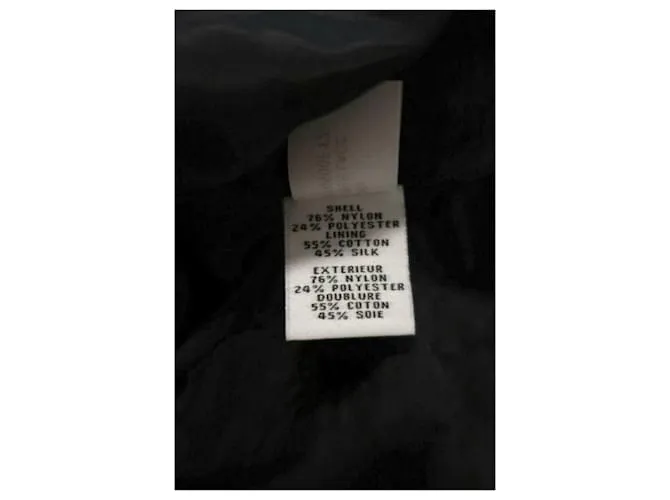 SHELL
76% NYLON
24% POLYESTER
LINING
55% COTTON
45% SILK
EXTERIEUR
76% NYLON
24% POLYESTER
DOUBLURE
55% COTON
45% SOIE